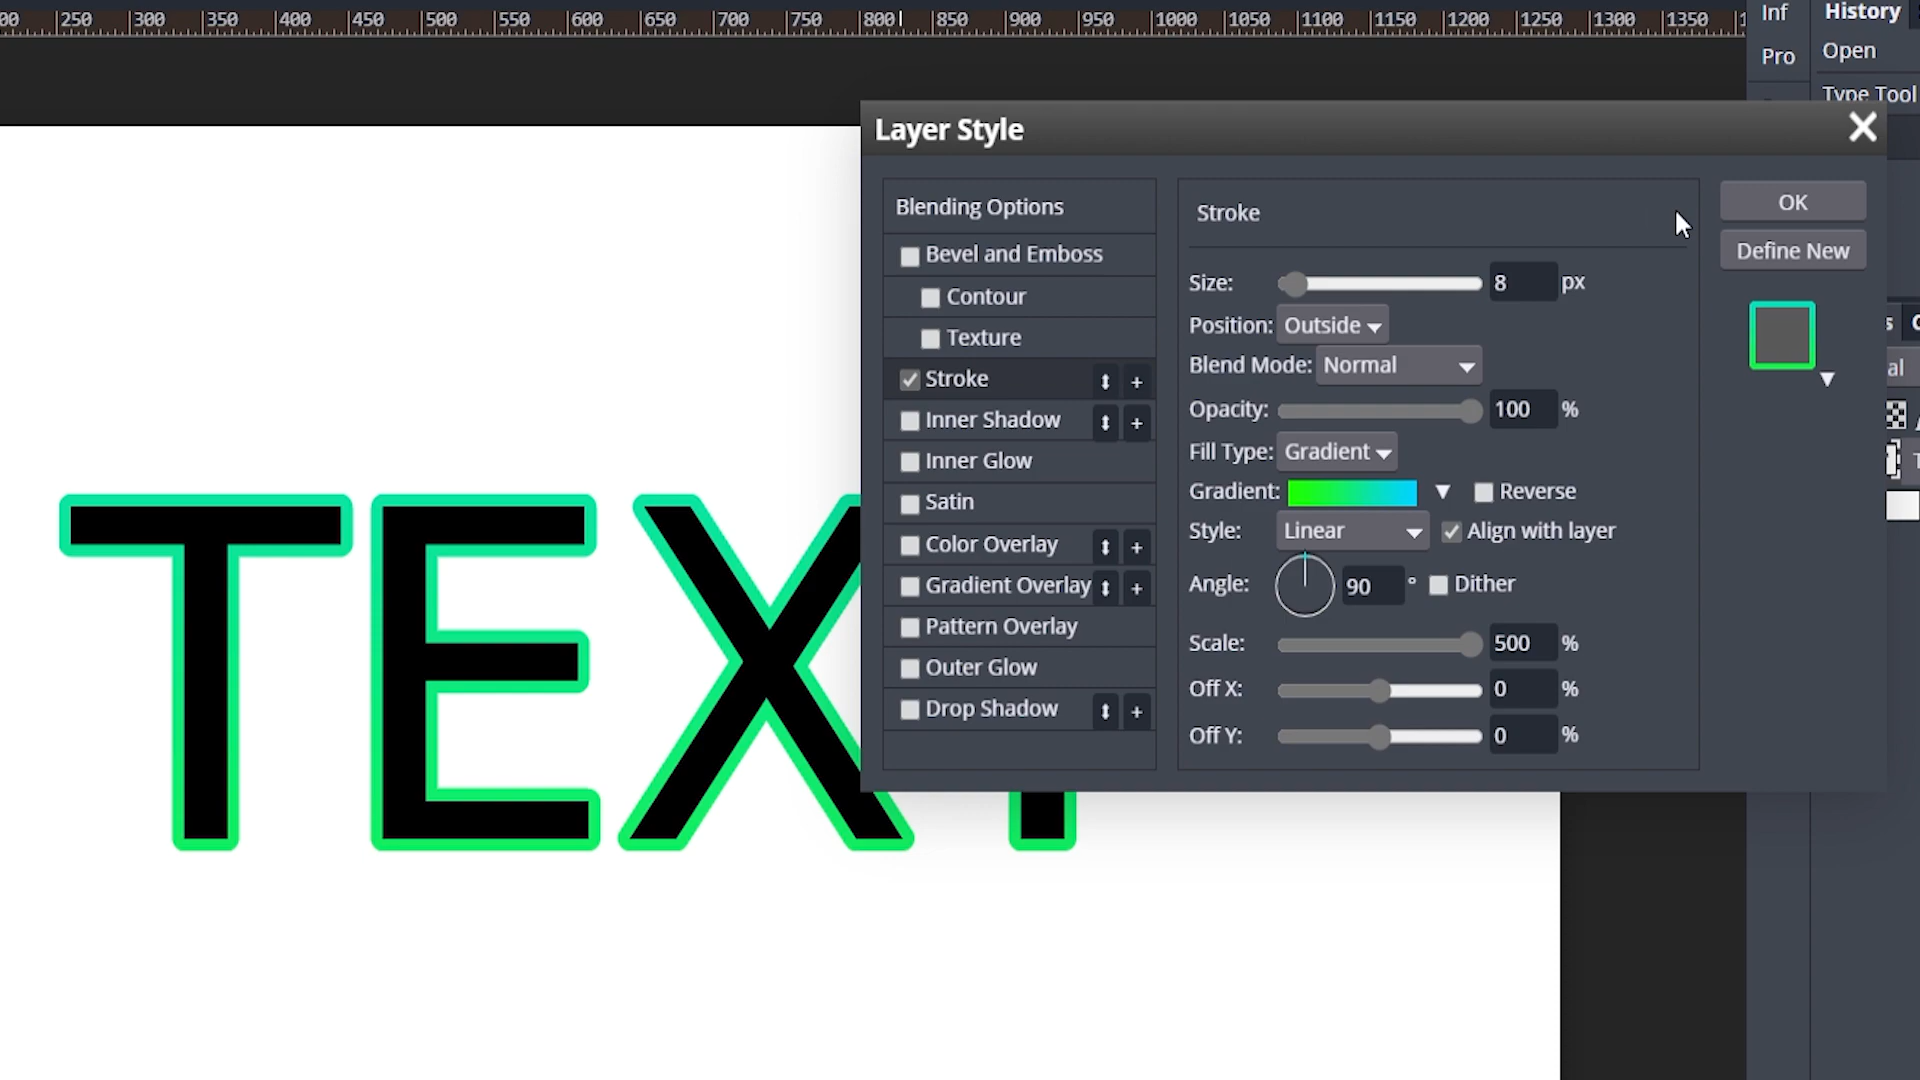 250 300 350 400 450 500 550 600 650 700 750 800 850 900 950 1000 1050 1100 1150 1200 1250 1300 1350
Inf
History
Pro
Open
Type Tool
Layer Style
Blending Options
Bevel and Emboss
Contour
Texture
Stroke
Inner Shadow
Inner Glow
Satin
Color Overlay
Gradient Overlay
Pattern Overlay
Outer Glow
Drop Shadow
Stroke
Size: 8 px
Position: Outside
Blend Mode: Normal
Opacity: 100 %
Fill Type: Gradient
Gradient: Reverse
Style: Linear Align with layer
Angle: 90 ° Dither
Scale: 500 %
Off X: 0 %
Off Y: 0 %
OK
Define New
TEXT